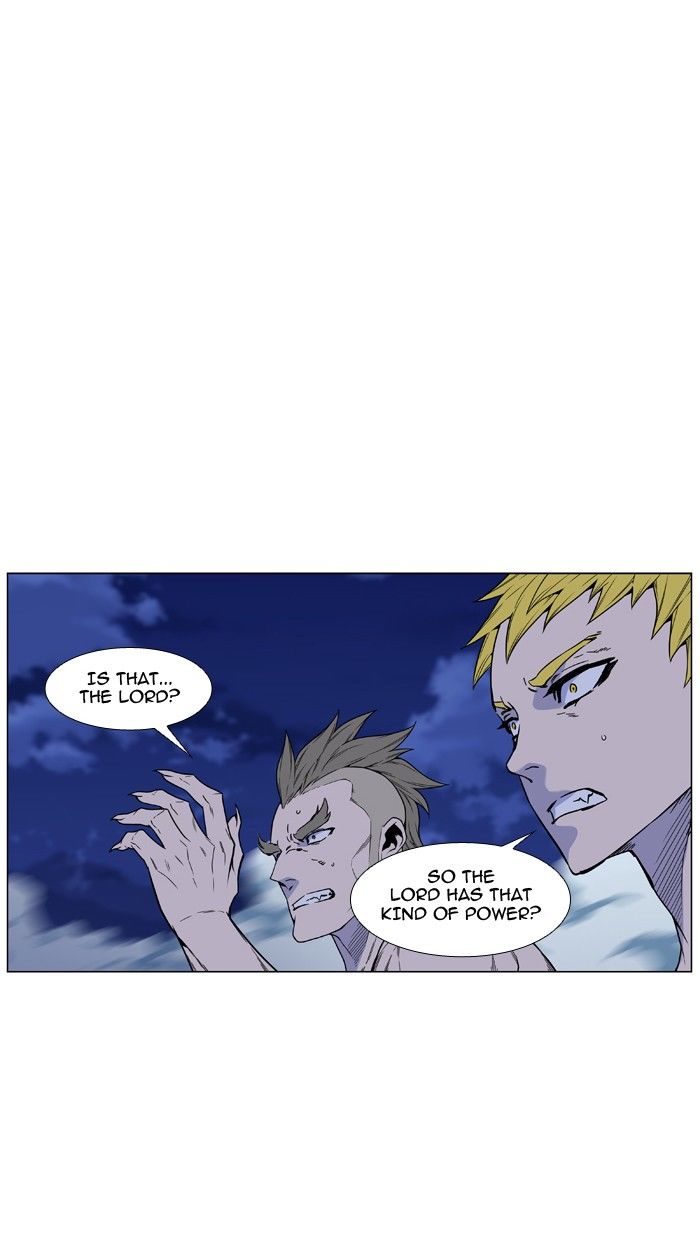 IS THAT...
THE LORD?
SO THE
LORD HAS THAT
KIND OF POWER?